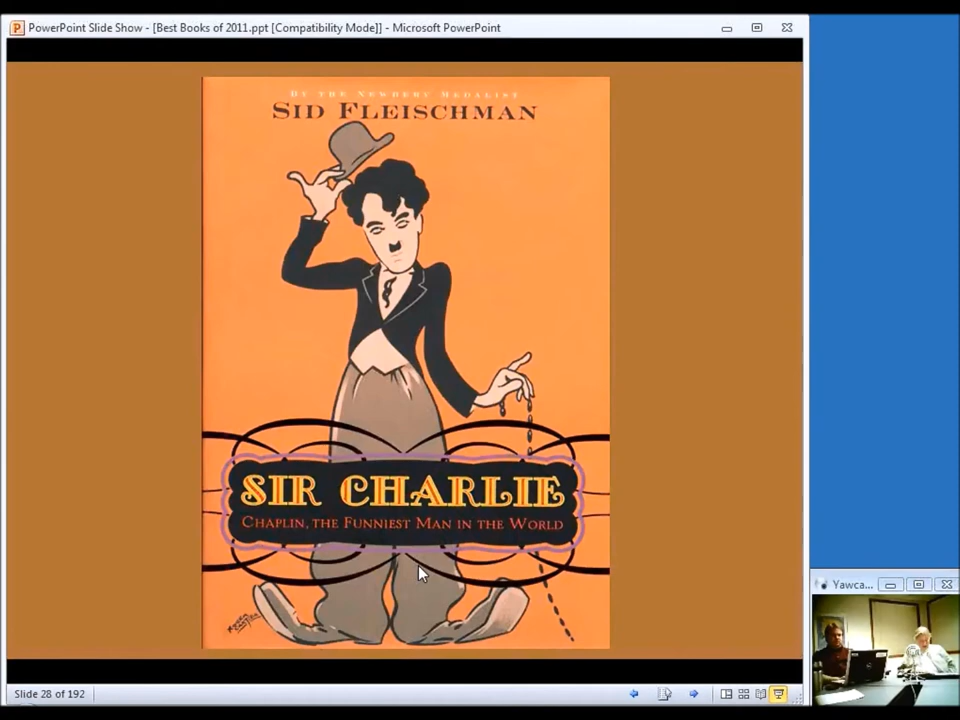 PowerPoint Slide Show - [Best Books of 2011.ppt [Compatibility Mode]] - Microsoft PowerPoint
By the Newbery Medalist
Sid Fleischman
SIR CHARLIE
Chaplin, the Funniest Man in the World
Yawca...
Slide 28 of 192